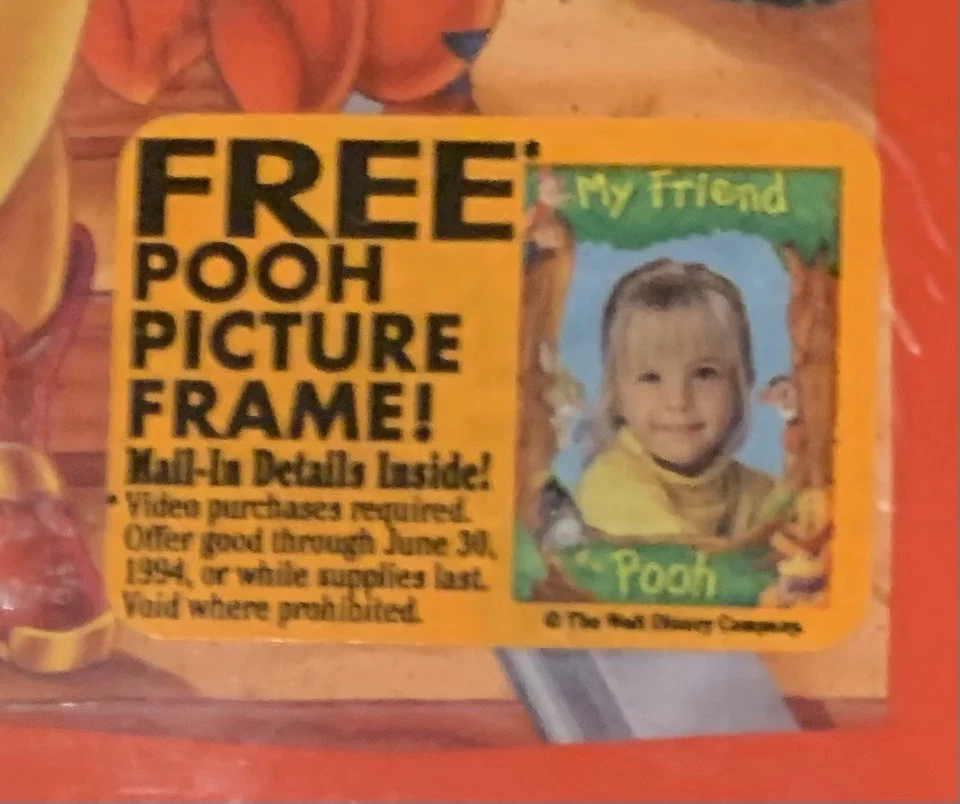 FREE*
POOH
PICTURE
FRAME!
Mail-In Details Inside!
* Video purchases required.
Offer good through June 30,
1994, or while supplies last.
Void where prohibited.
My Friend
Pooh
© The Walt Disney Company.